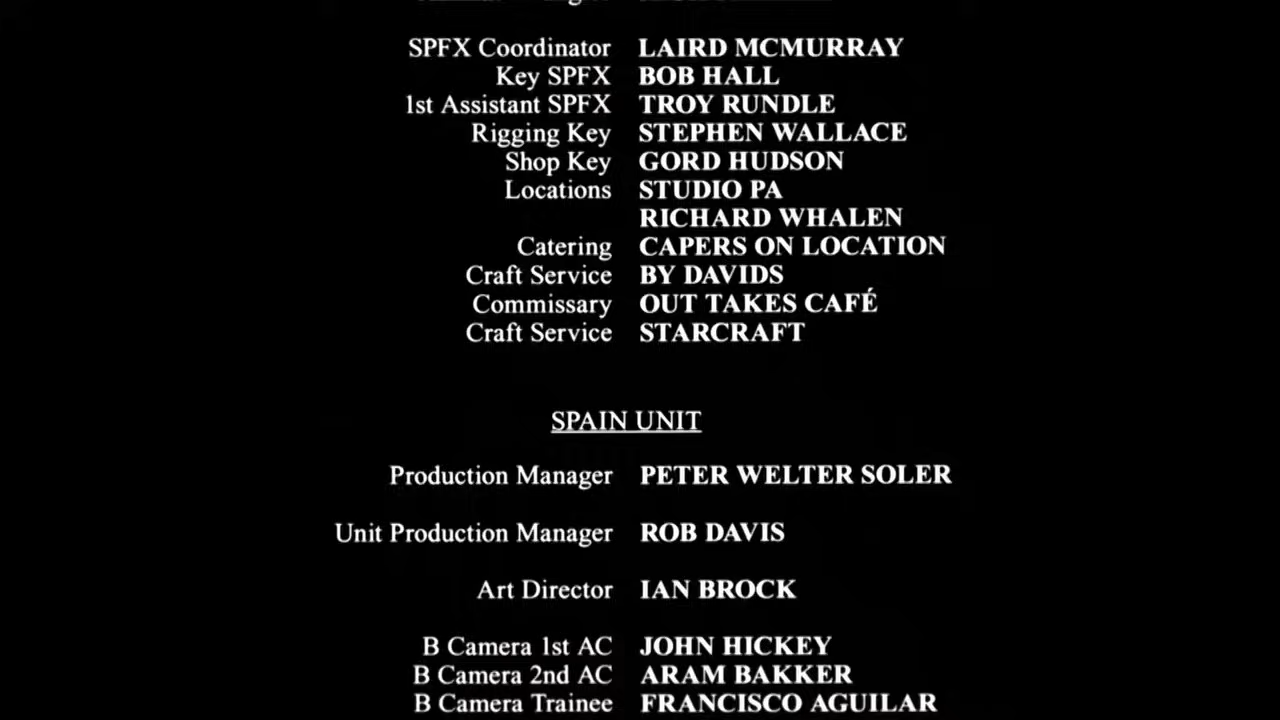 SPFX Coordinator LAIRD MCMURRAY
Key SPFX BOB HALL
1st Assistant SPFX TROY RUNDLE
Rigging Key STEPHEN WALLACE
Shop Key GORD HUDSON
Locations STUDIO PA
RICHARD WHALEN
Catering CAPERS ON LOCATION
Craft Service BY DAVIDS
Commissary OUT TAKES CAFÉ
Craft Service STARCRAFT
SPAIN UNIT
Production Manager PETER WELTER SOLER
Unit Production Manager ROB DAVIS
Art Director IAN BROCK
B Camera 1st AC JOHN HICKEY
B Camera 2nd AC ARAM BAKKER
B Camera Trainee FRANCISCO AGUILAR